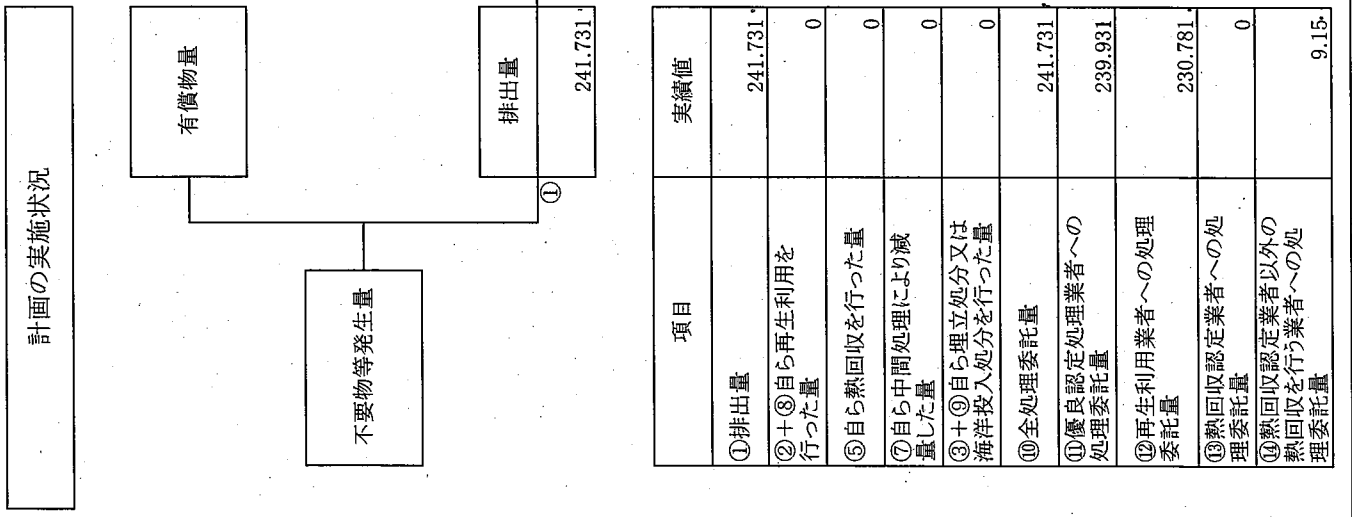 計画の実施状況
有償物量
不要物等発生量
①
排出量
241.731
項目
実績値
①排出量
241.731
②+⑧自ら再生利用を
行った量
0
⑤自ら熱回収を行った量
0
⑦自ら中間処理により減
量した量
0
③+⑨自ら埋立処分又は
海洋投入処分を行った量
0
⑩全処理委託量
241.731
⑪優良認定処理業者への
処理委託量
239.931
⑫再生利用業者への処理
委託量
230.781
⑬熱回収認定業者への処
理委託量
0
⑭熱回収認定業者以外の
熱回収を行う業者への処
理委託量
9.15